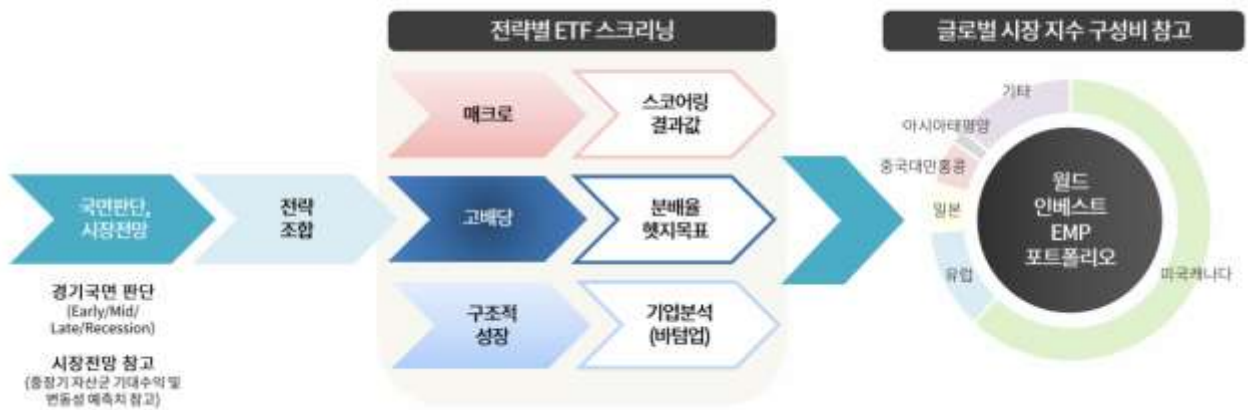 전략별 ETF 스크리닝
글로벌 시장 지수 구성비 참고
국면판단,
시장전망
전략
조합
매크로
스코어링
결과값
고배당
분배율
헷지목표
구조적
성장
기업분석
(바텀업)
경기국면 판단
(Early/Mid/
Late/Recession)
시장전망 참고
(중장기 자산군 기대수익 및
변동성 예측치 참고)
기타
아시아태평양
중국대만홍콩
일본
유럽
미국캐나다
월드
인베스트
EMP
포트폴리오